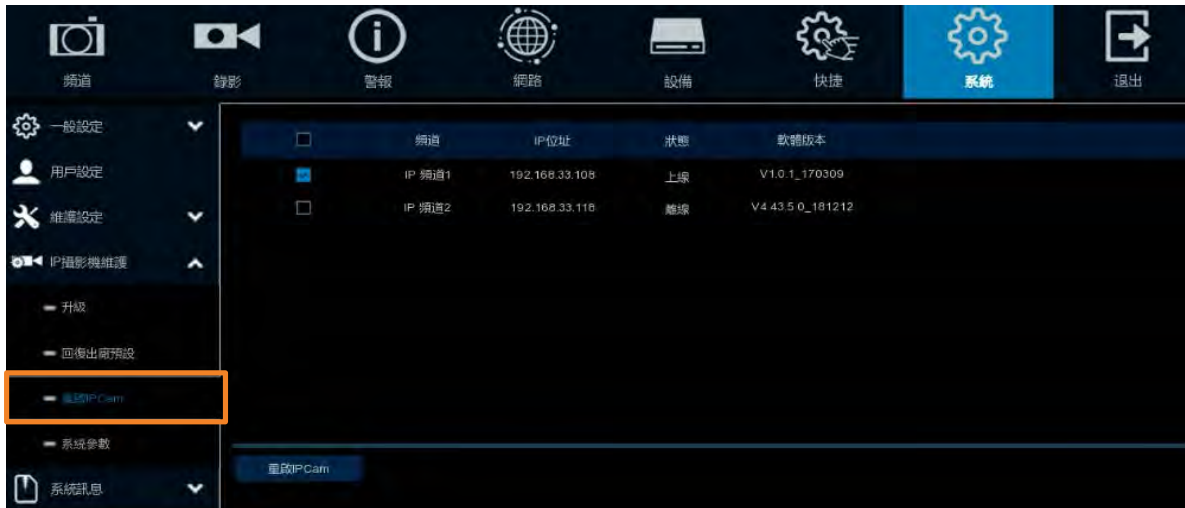 頻道 錄影 警報 網路 設備 快捷 系統 退出
一般設定
用戶設定
維護設定
IP攝影機維護
升級
回復出廠預設
重啟IPCam
系統參數
系統訊息
頻道 IP位址 狀態 軟體版本
IP 頻道1 192.168.33.108 上線 V1.0.1_170309
IP 頻道2 192.168.33.118 離線 V4.43.5.0_181212
重啟IPCam